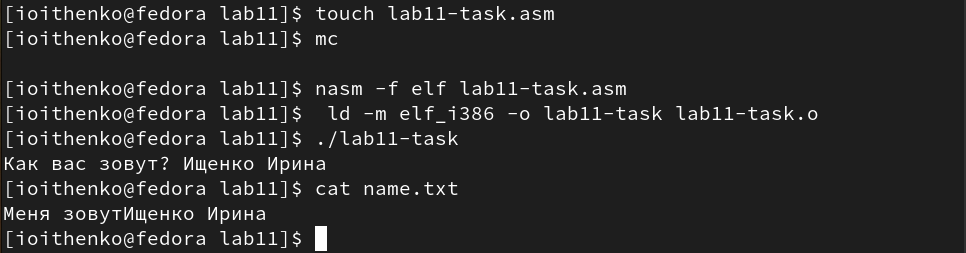 [ioithenko@fedora lab11]$ touch lab11-task.asm
[ioithenko@fedora lab11]$ mc
[ioithenko@fedora lab11]$ nasm -f elf lab11-task.asm
[ioithenko@fedora lab11]$  ld -m elf_i386 -o lab11-task lab11-task.o
[ioithenko@fedora lab11]$ ./lab11-task
Как вас зовут? Ищенко Ирина
[ioithenko@fedora lab11]$ cat name.txt
Меня зовутИщенко Ирина
[ioithenko@fedora lab11]$